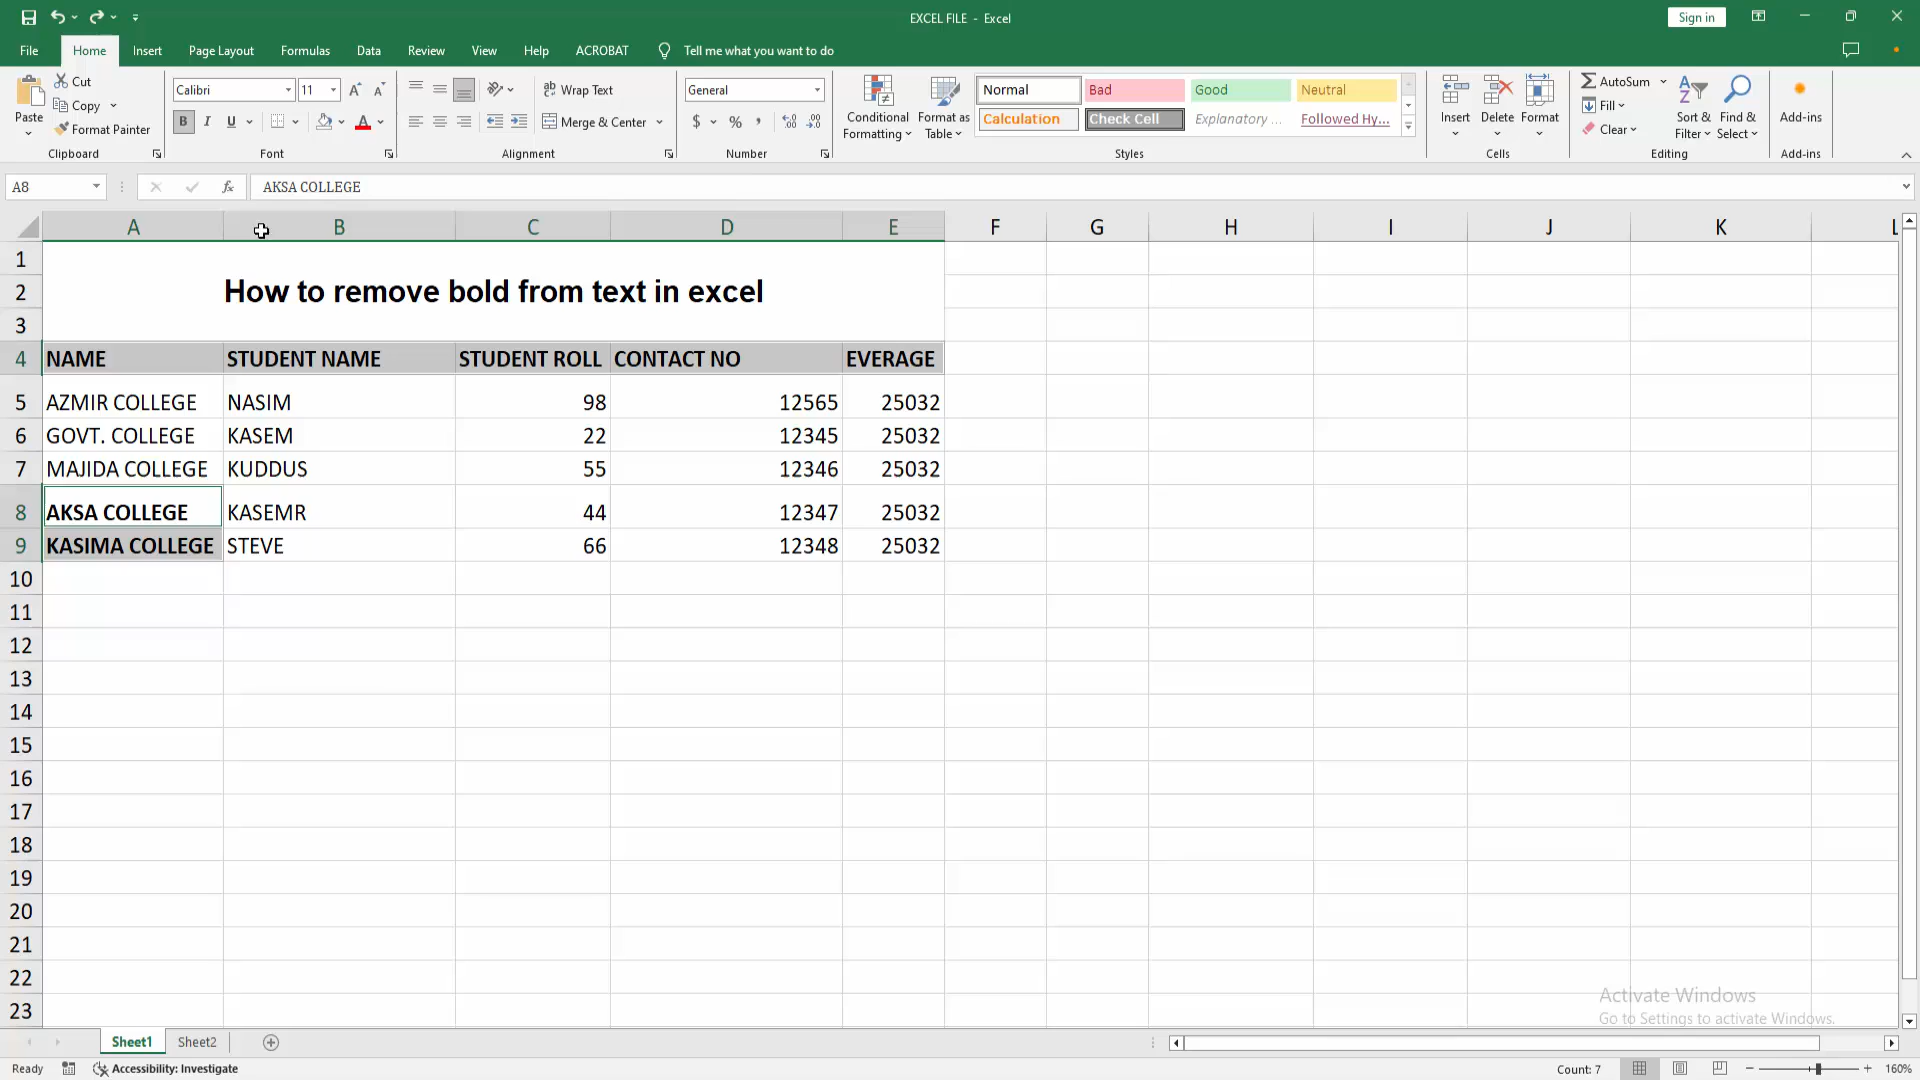 EXCEL FILE - Excel
Sign in
File Home Insert Page Layout Formulas Data Review View Help ACROBAT Tell me what you want to do
Paste
Cut
Copy
Format Painter
Clipboard
Calibri 11
B I U A
Font
Wrap Text
Merge & Center
Alignment
General
$ % ,
Number
Conditional Formatting
Format as Table
Normal Bad Good Neutral
Calculation Check Cell Explanatory ... Followed Hy...
Styles
Insert Delete Format
Cells
AutoSum
Fill
Clear
Sort & Filter
Find & Select
Editing
Add-ins
Add-ins
A8 fx AKSA COLLEGE
A B C D E F G H I J K L
1
2 How to remove bold from text in excel
3
4 NAME STUDENT NAME STUDENT ROLL CONTACT NO EVERAGE
5 AZMIR COLLEGE NASIM 98 12565 25032
6 GOVT. COLLEGE KASEM 22 12345 25032
7 MAJIDA COLLEGE KUDDUS 55 12346 25032
8 AKSA COLLEGE KASEMR 44 12347 25032
9 KASIMA COLLEGE STEVE 66 12348 25032
10
11
12
13
14
15
16
17
18
19
20
21
22
23
Activate Windows
Go to Settings to activate Windows.
Sheet1 Sheet2
Ready Accessibility: Investigate Count: 7 160%